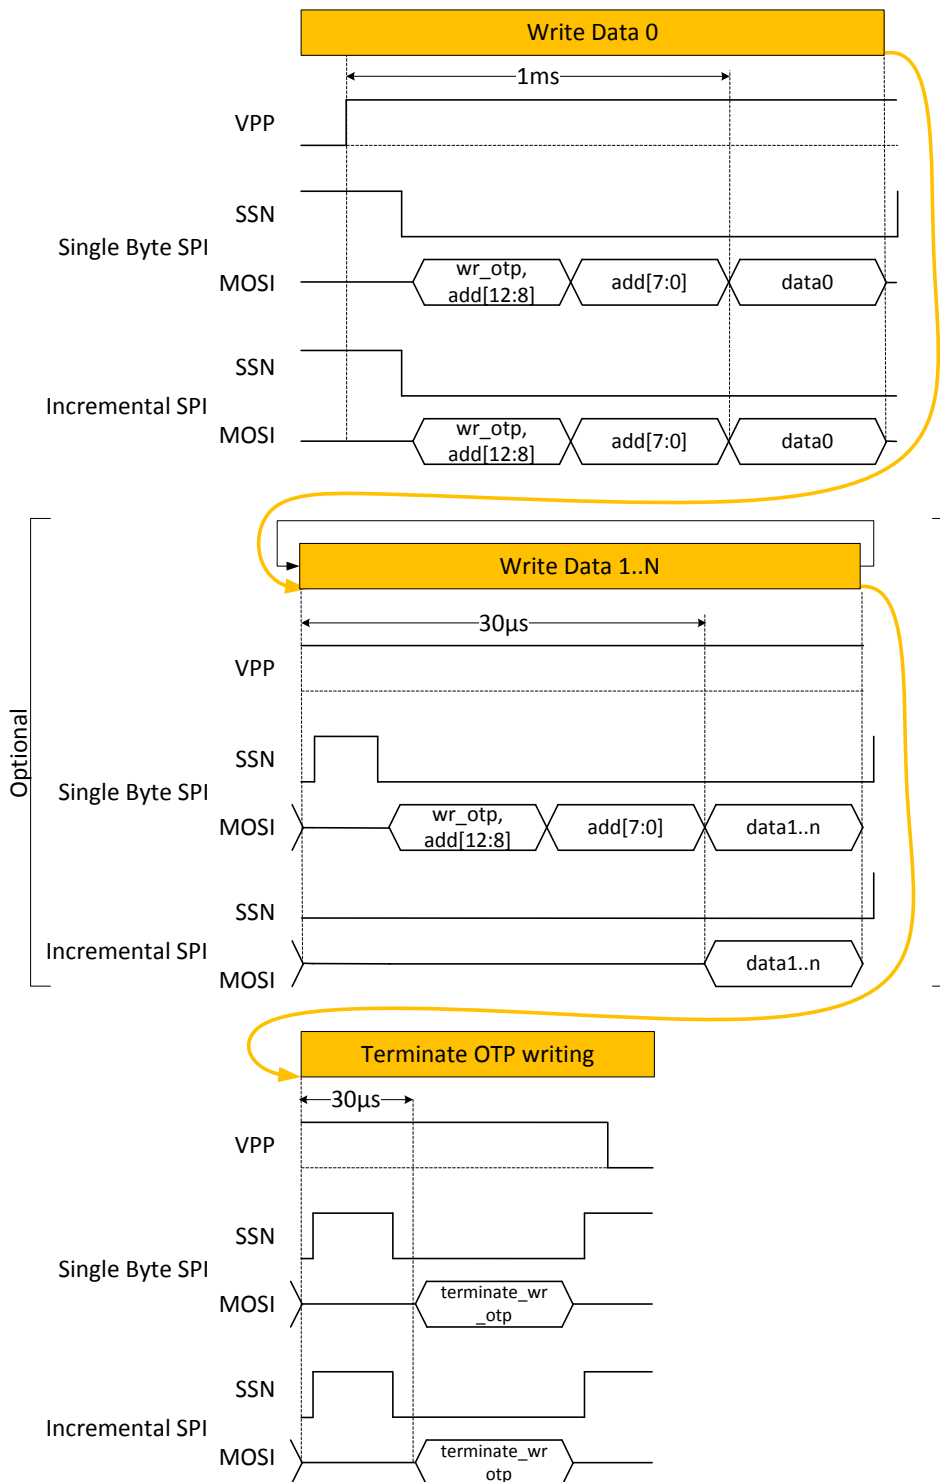 Write Data 0
1ms
VPP
SSN
Single Byte SPI
MOSI
wr_otp,
add[12:8]
add[7:0]
data0
SSN
Incremental SPI
MOSI
wr_otp,
add[12:8]
add[7:0]
data0
Optional
Write Data 1..N
30µs
VPP
SSN
Single Byte SPI
MOSI
wr_otp,
add[12:8]
add[7:0]
data1..n
SSN
Incremental SPI
MOSI
data1..n
Terminate OTP writing
30µs
VPP
SSN
Single Byte SPI
MOSI
terminate_wr
_otp
SSN
Incremental SPI
MOSI
terminate_wr
otp